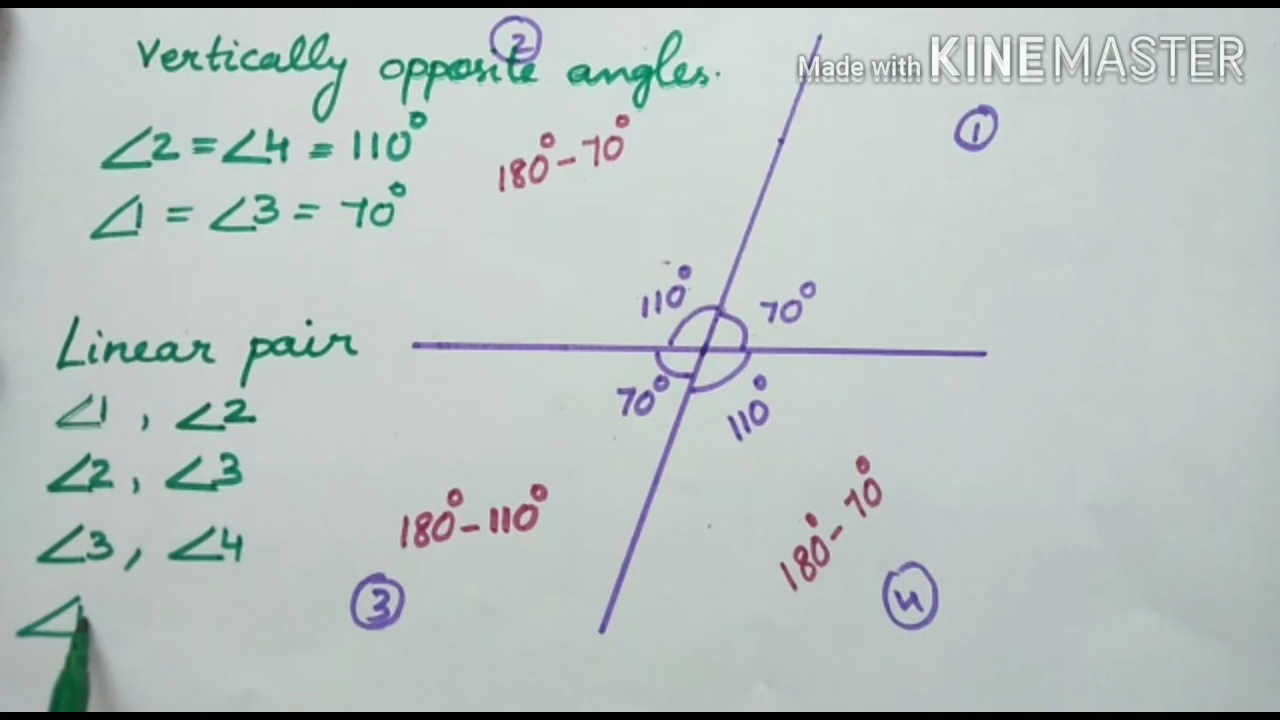 Vertically opposite angles.
②
Made with KINEMASTER
①
∠2 = ∠4 = 110°
180° - 70°
∠1 = ∠3 = 70°
110°
70°
Linear pair
70°
110°
∠1 , ∠2
∠2 , ∠3
180° - 110°
180° - 70°
∠3 , ∠4
③
④